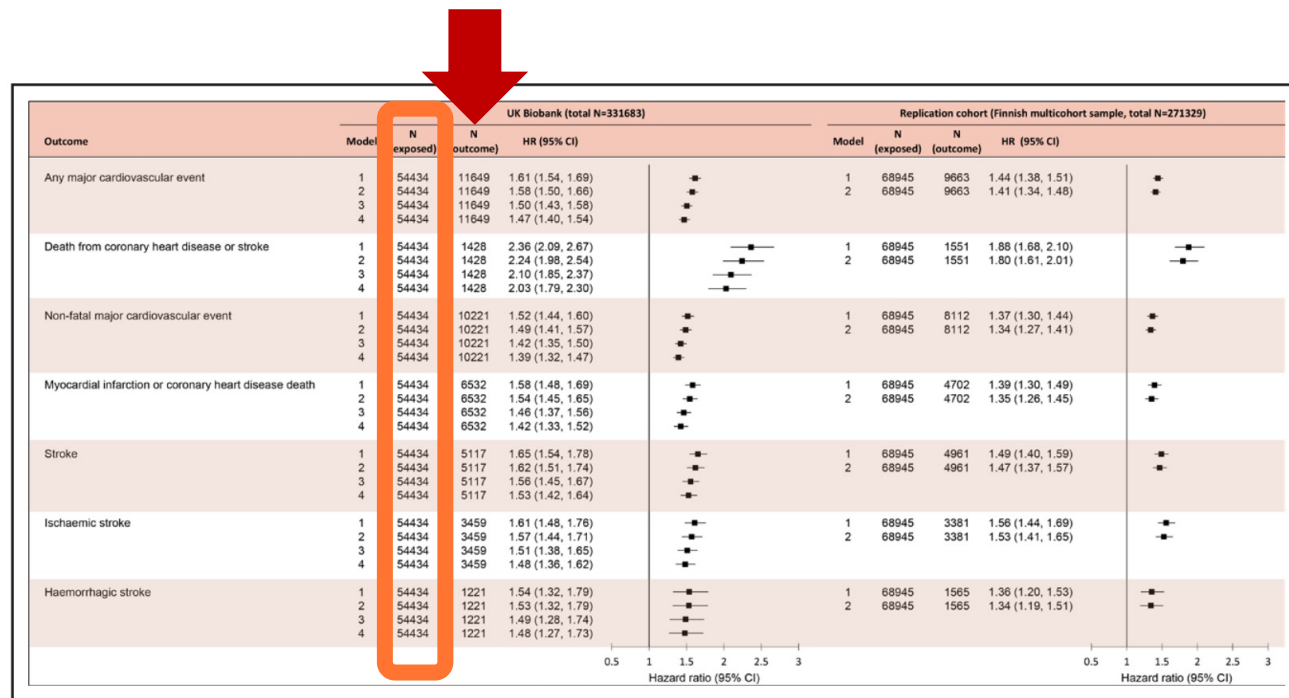 UK Biobank (total N=331683) Replication cohort (Finnish multicohort sample, total N=271329)
Outcome Model N (exposed) N (outcome) HR (95% CI) Model N (exposed) N (outcome) HR (95% CI)
Any major cardiovascular event 1 54434 11649 1.61 (1.54, 1.69) 1 68945 9663 1.44 (1.38, 1.51)
2 54434 11649 1.58 (1.50, 1.66) 2 68945 9663 1.41 (1.34, 1.48)
3 54434 11649 1.50 (1.43, 1.58)
4 54434 11649 1.47 (1.40, 1.54)
Death from coronary heart disease or stroke 1 54434 1428 2.36 (2.09, 2.67) 1 68945 1551 1.88 (1.68, 2.10)
2 54434 1428 2.24 (1.98, 2.54) 2 68945 1551 1.80 (1.61, 2.01)
3 54434 1428 2.10 (1.85, 2.37)
4 54434 1428 2.03 (1.79, 2.30)
Non-fatal major cardiovascular event 1 54434 10221 1.52 (1.44, 1.60) 1 68945 8112 1.37 (1.30, 1.44)
2 54434 10221 1.49 (1.41, 1.57) 2 68945 8112 1.34 (1.27, 1.41)
3 54434 10221 1.42 (1.35, 1.50)
4 54434 10221 1.39 (1.32, 1.47)
Myocardial infarction or coronary heart disease death 1 54434 6532 1.58 (1.48, 1.69) 1 68945 4702 1.39 (1.30, 1.49)
2 54434 6532 1.54 (1.45, 1.65) 2 68945 4702 1.35 (1.26, 1.45)
3 54434 6532 1.46 (1.37, 1.56)
4 54434 6532 1.42 (1.33, 1.52)
Stroke 1 54434 5117 1.65 (1.54, 1.78) 1 68945 4961 1.49 (1.40, 1.59)
2 54434 5117 1.62 (1.51, 1.74) 2 68945 4961 1.47 (1.37, 1.57)
3 54434 5117 1.56 (1.45, 1.67)
4 54434 5117 1.53 (1.42, 1.64)
Ischaemic stroke 1 54434 3459 1.61 (1.48, 1.76) 1 68945 3381 1.56 (1.44, 1.69)
2 54434 3459 1.57 (1.44, 1.71) 2 68945 3381 1.53 (1.41, 1.65)
3 54434 3459 1.51 (1.38, 1.65)
4 54434 3459 1.48 (1.36, 1.62)
Haemorrhagic stroke 1 54434 1221 1.54 (1.32, 1.79) 1 68945 1565 1.36 (1.20, 1.53)
2 54434 1221 1.53 (1.32, 1.79) 2 68945 1565 1.34 (1.19, 1.51)
3 54434 1221 1.49 (1.28, 1.74)
4 54434 1221 1.48 (1.27, 1.73)
0.5 1 1.5 2 2.5 3 0.5 1 1.5 2 2.5 3
Hazard ratio (95% CI) Hazard ratio (95% CI)